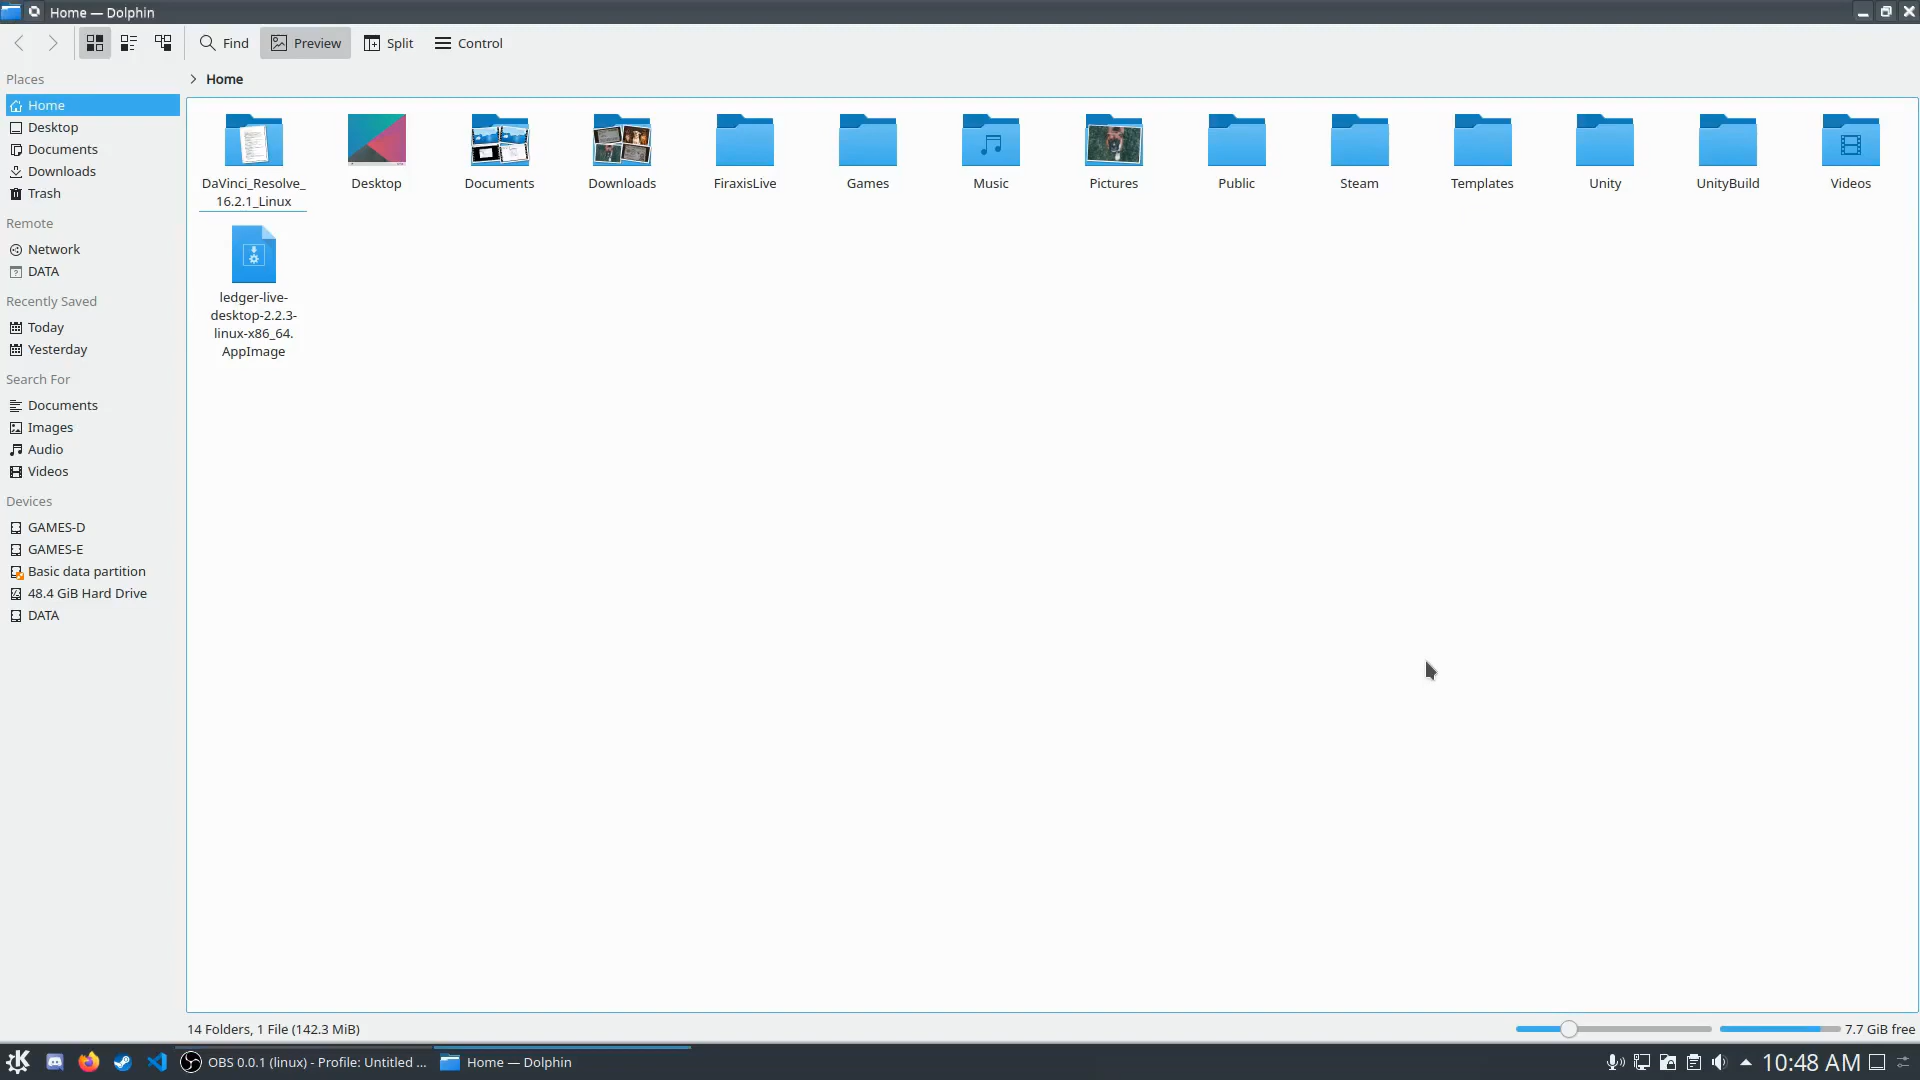 Home — Dolphin
Find
Preview
Split
Control
Places
Home
Desktop
Documents
Downloads
Trash
Remote
Network
DATA
Recently Saved
Today
Yesterday
Search For
Documents
Images
Audio
Videos
Devices
GAMES-D
GAMES-E
Basic data partition
48.4 GiB Hard Drive
DATA
Home
DaVinci_Resolve_
16.2.1_Linux
Desktop
Documents
Downloads
FiraxisLive
Games
Music
Pictures
Public
Steam
Templates
Unity
UnityBuild
Videos
ledger-live-
desktop-2.2.3-
linux-x86_64.
AppImage
14 Folders, 1 File (142.3 MiB)
7.7 GiB free
OBS 0.0.1 (linux) - Profile: Untitled ...
Home — Dolphin
10:48 AM